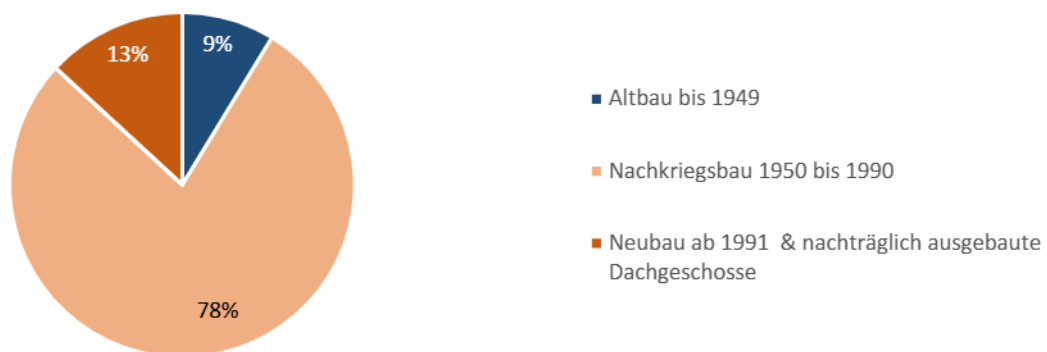 13%
9%
78%
Altbau bis 1949
Nachkriegsbau 1950 bis 1990
Neubau ab 1991 & nachträglich ausgebaute
Dachgeschosse